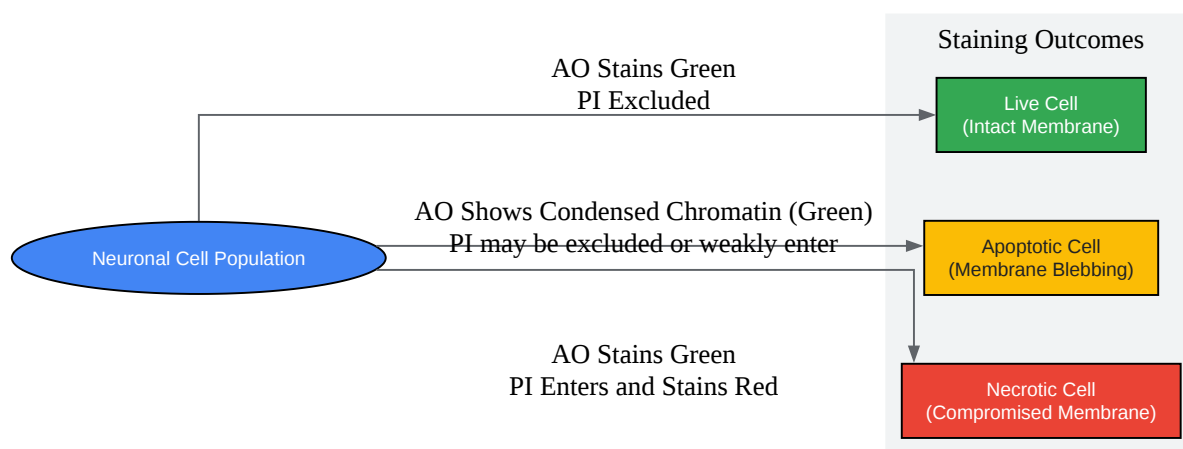 Staining Outcomes
AO Stains Green
PI Excluded
Live Cell
(Intact Membrane)
AO Shows Condensed Chromatin (Green)
PI may be excluded or weakly enter
Neuronal Cell Population
Apoptotic Cell
(Membrane Blebbing)
AO Stains Green
PI Enters and Stains Red
Necrotic Cell
(Compromised Membrane)